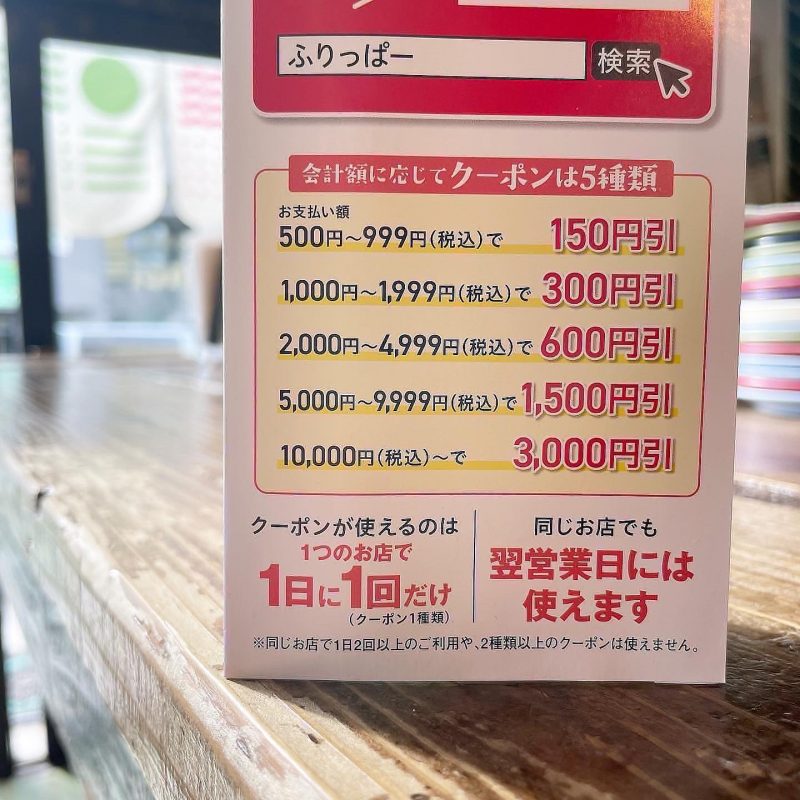 ふりっぱー 検索
会計額に応じてクーポンは5種類
お支払い額
500円～999円(税込)で 150円引
1,000円～1,999円(税込)で 300円引
2,000円～4,999円(税込)で 600円引
5,000円～9,999円(税込)で 1,500円引
10,000円(税込)～で 3,000円引
クーポンが使えるのは
1つのお店で
1日に1回だけ
(クーポン1種類)
同じお店でも
翌営業日には
使えます
※同じお店で1日2回以上のご利用や、2種類以上のクーポンは使えません。